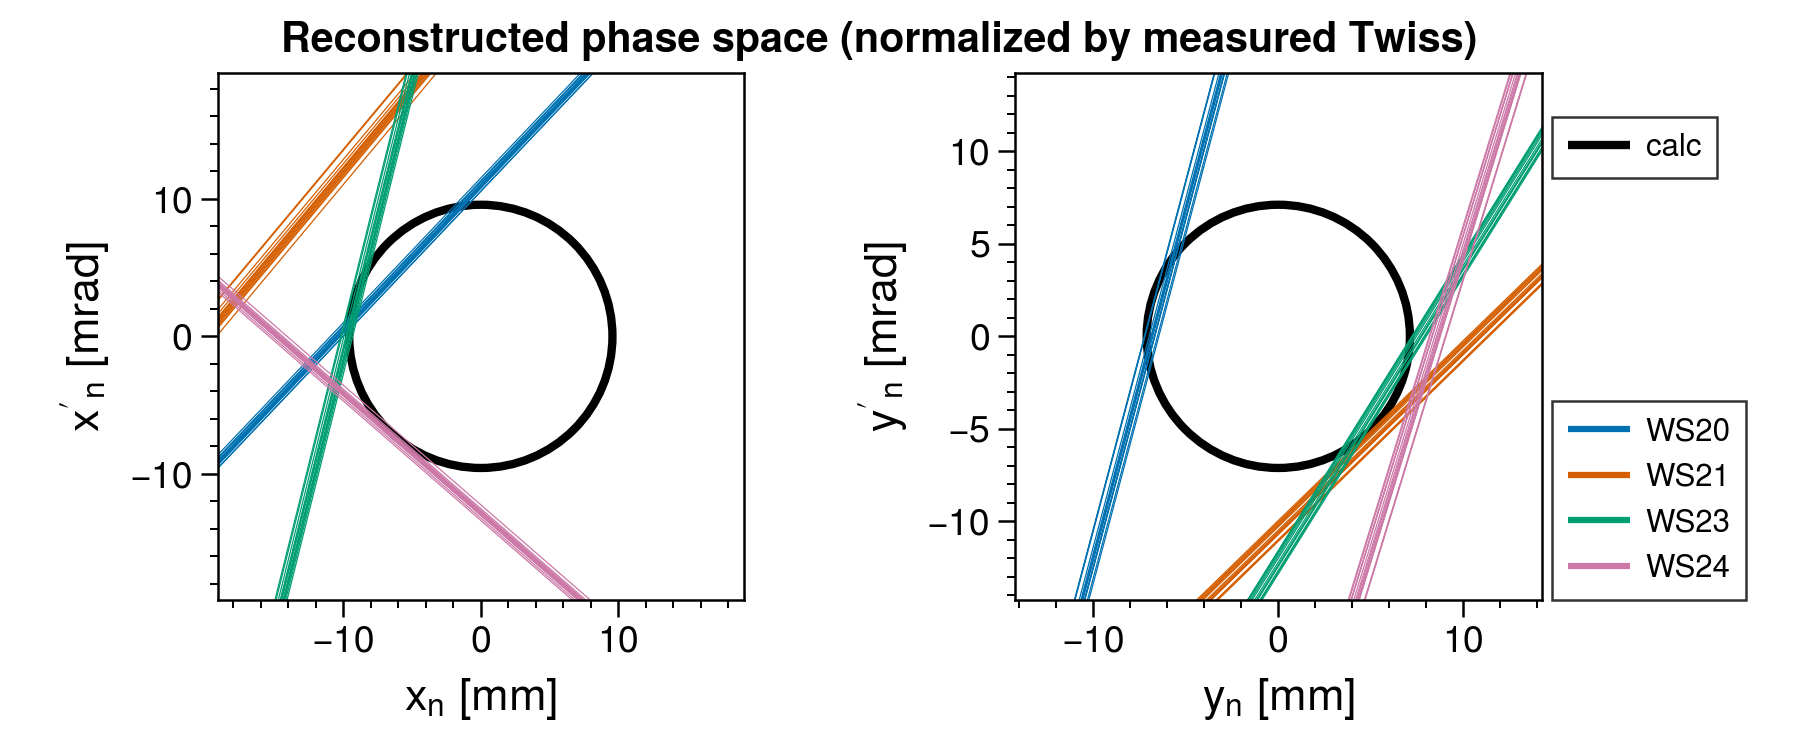 Reconstructed phase space (normalized by measured Twiss)
10
0
−10
x′n [mrad]
−10 0 10
xn [mm]
10
5
0
−5
−10
y′n [mrad]
−10 0 10
yn [mm]
calc
WS20
WS21
WS23
WS24